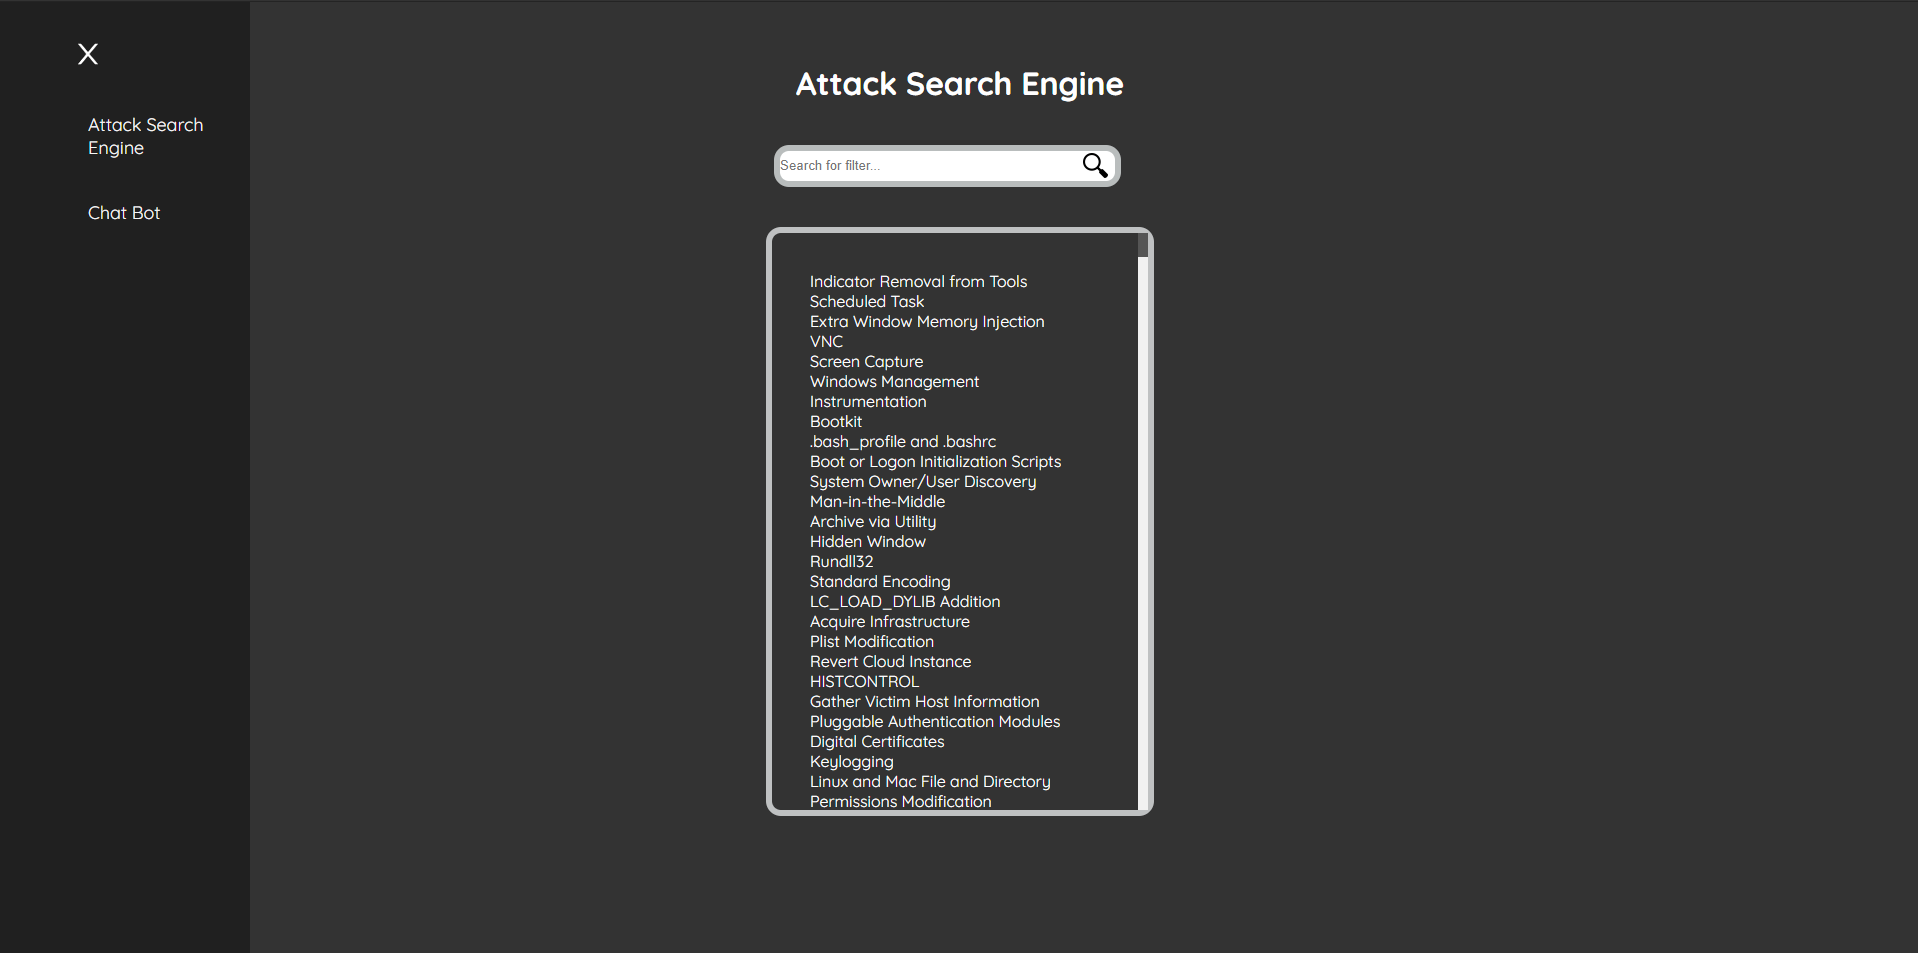 X
Attack Search
Engine
Chat Bot
Attack Search Engine
Search for filter...
Indicator Removal from Tools
Scheduled Task
Extra Window Memory Injection
VNC
Screen Capture
Windows Management
Instrumentation
Bootkit
.bash_profile and .bashrc
Boot or Logon Initialization Scripts
System Owner/User Discovery
Man-in-the-Middle
Archive via Utility
Hidden Window
Rundll32
Standard Encoding
LC_LOAD_DYLIB Addition
Acquire Infrastructure
Plist Modification
Revert Cloud Instance
HISTCONTROL
Gather Victim Host Information
Pluggable Authentication Modules
Digital Certificates
Keylogging
Linux and Mac File and Directory
Permissions Modification